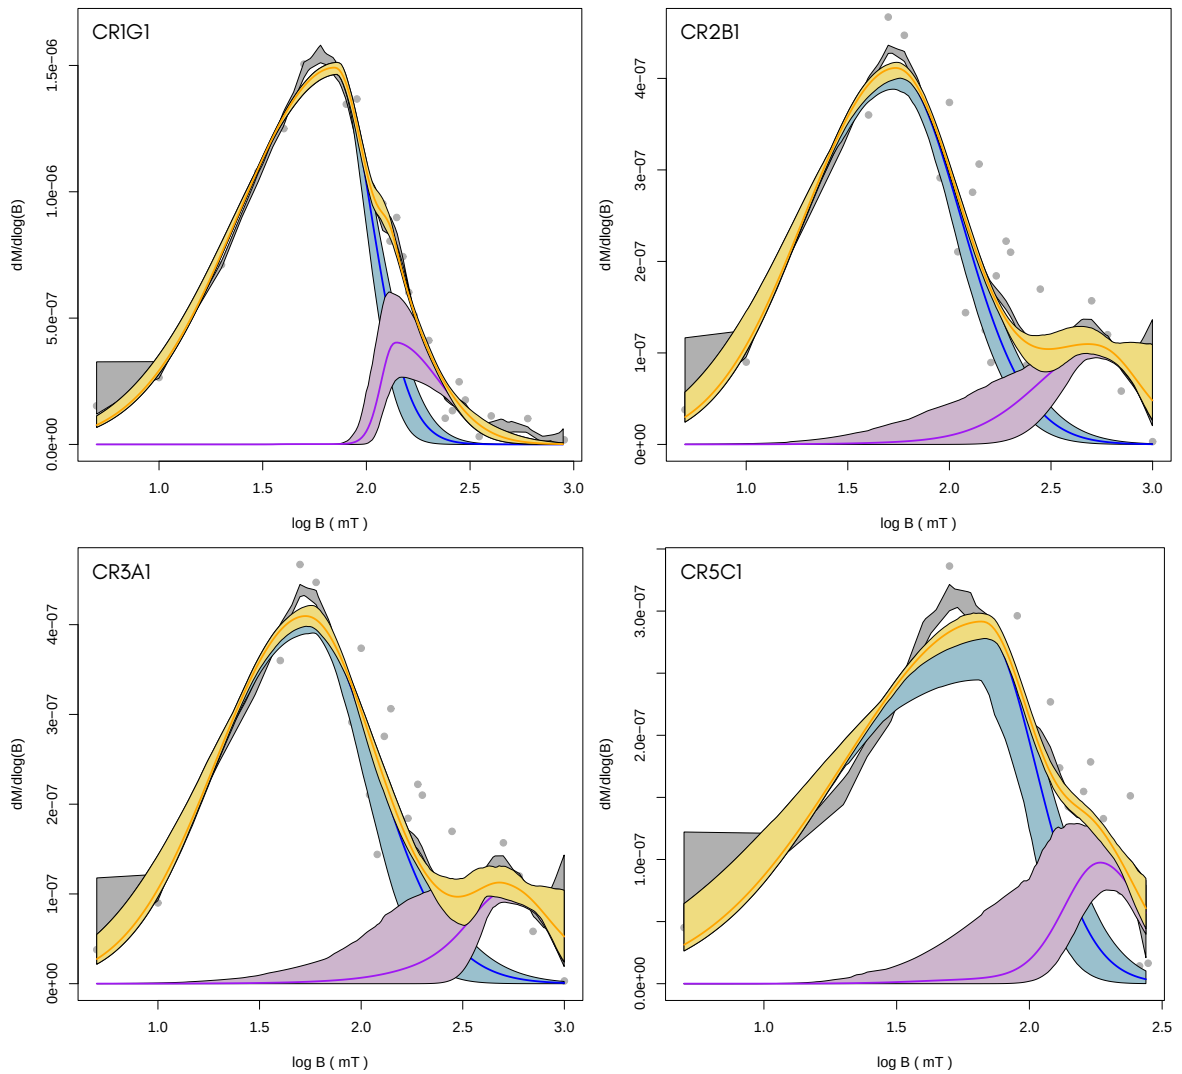 CR1G1
dM/dlog(B)
0.0e+00 5.0e-07 1.0e-06 1.5e-06
1.0 1.5 2.0 2.5 3.0
log B ( mT )
CR2B1
dM/dlog(B)
0e+00 1e-07 2e-07 3e-07 4e-07
1.0 1.5 2.0 2.5 3.0
log B ( mT )
CR3A1
dM/dlog(B)
0e+00 1e-07 2e-07 3e-07 4e-07
1.0 1.5 2.0 2.5 3.0
log B ( mT )
CR5C1
dM/dlog(B)
0.0e+00 1.0e-07 2.0e-07 3.0e-07
1.0 1.5 2.0 2.5
log B ( mT )